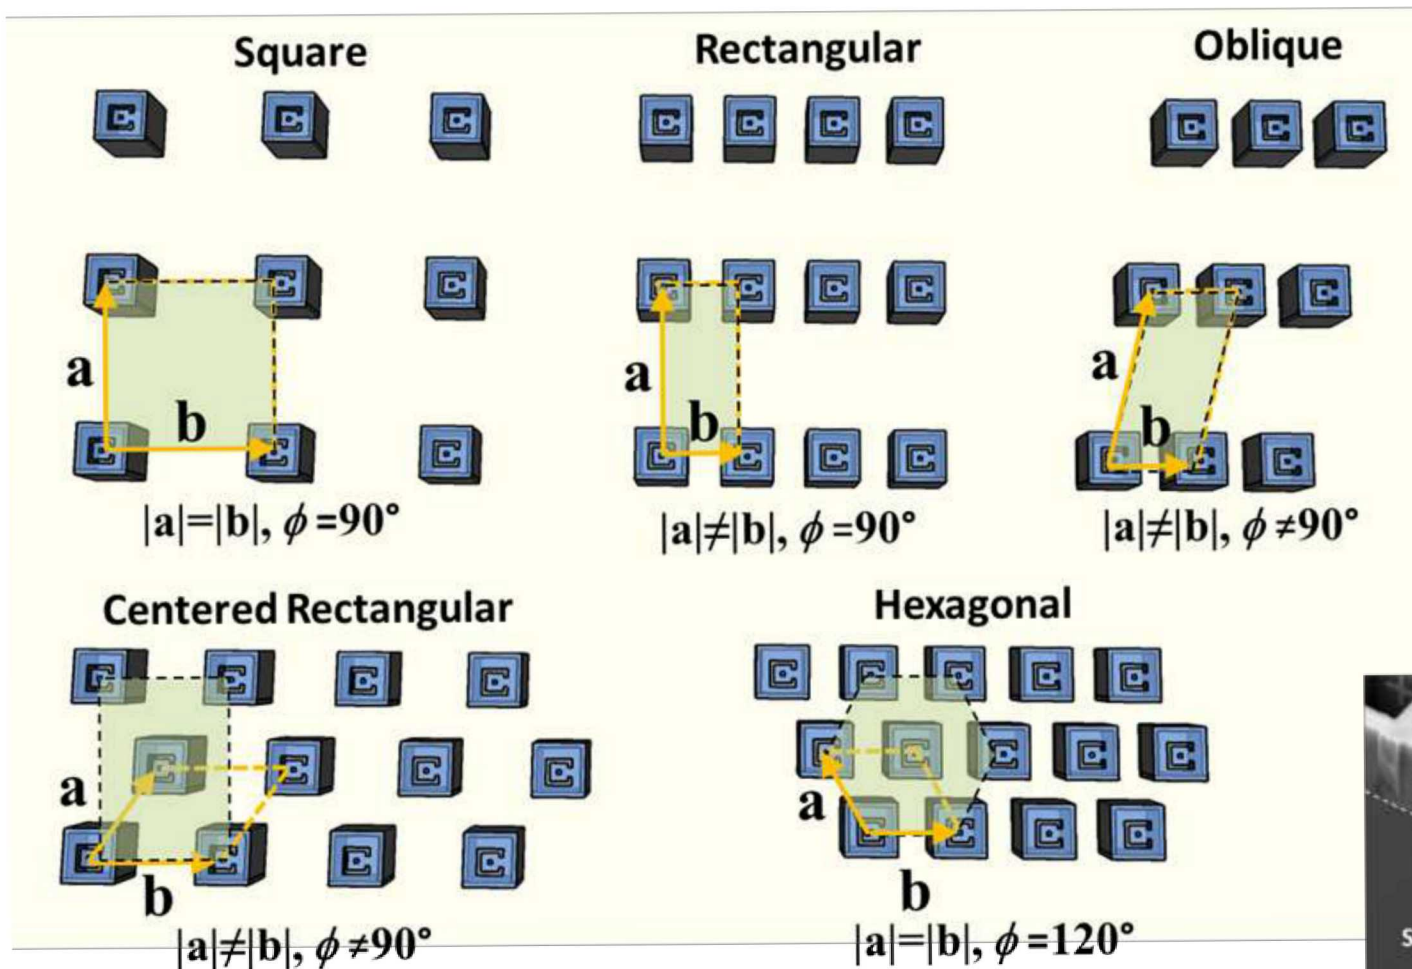 Square
Rectangular
Oblique
a
b
|a|=|b|, ϕ=90°
a
b
|a|≠|b|, ϕ=90°
a
b
|a|≠|b|, ϕ≠90°
Centered Rectangular
a
b
|a|≠|b|, ϕ≠90°
Hexagonal
a
b
|a|=|b|, ϕ=120°